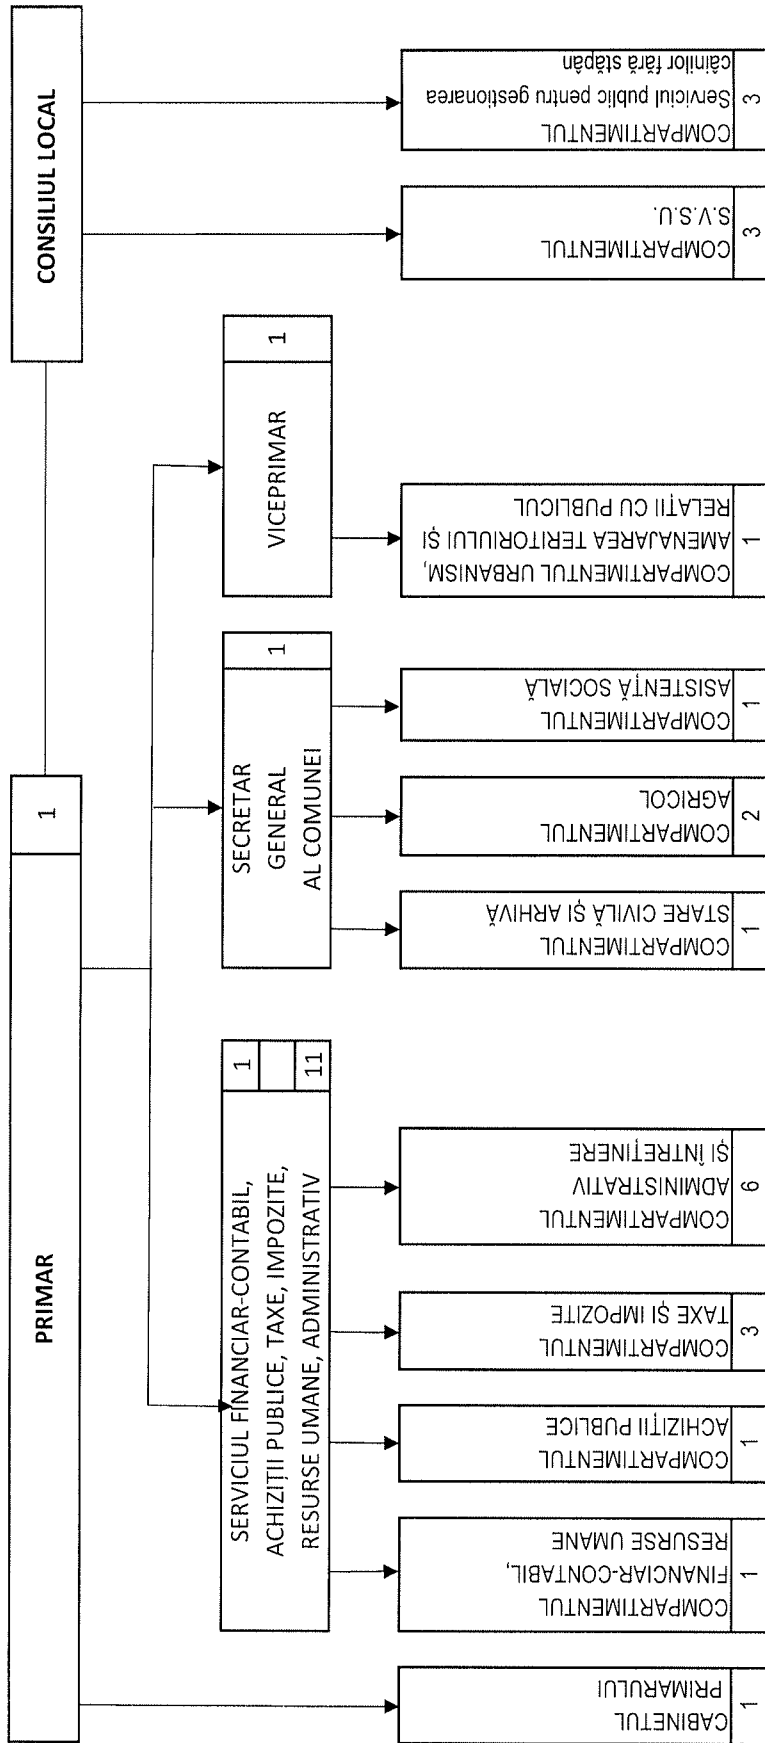 PRIMAR
1
CONSILIUL LOCAL
SERVICIUL FINANCIAR-CONTABIL,
ACHIZIȚII PUBLICE, TAXE, IMPOZITE,
RESURSE UMANE, ADMINISTRATIV
1
11
SECRETAR
GENERAL
AL COMUNEI
1
VICEPRIMAR
1
CABINETUL
PRIMARULUI
1
COMPARTIMENTUL
FINANCIAR-CONTABIL,
RESURSE UMANE
1
COMPARTIMENTUL
ACHIZIȚII PUBLICE
1
COMPARTIMENTUL
TAXE ȘI IMPOZITE
3
COMPARTIMENTUL
ADMINISTRATIV
ȘI ÎNTREȚINERE
6
COMPARTIMENTUL
STARE CIVILĂ ȘI ARHIVĂ
1
COMPARTIMENTUL
AGRICOL
2
COMPARTIMENTUL
ASISTENȚĂ SOCIALĂ
1
COMPARTIMENTUL URBANISM,
AMENAJAREA TERITORIULUI ȘI
RELAȚII CU PUBLICUL
1
COMPARTIMENTUL
S.V.S.U.
3
COMPARTIMENTUL
Serviciul public pentru gestionarea
câinilor fără stăpân
3